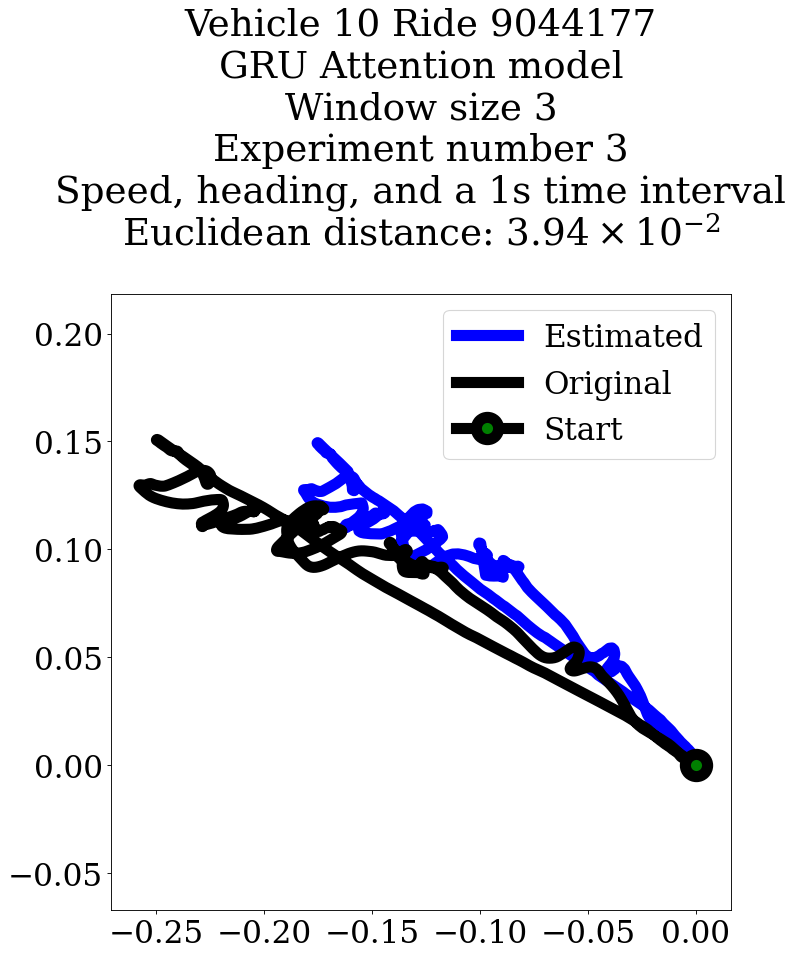 Vehicle 10 Ride 9044177
GRU Attention model
Window size 3
Experiment number 3
Speed, heading, and a 1s time interval
Euclidean distance: 3.94 × 10⁻²
Estimated
Original
Start
0.20
0.15
0.10
0.05
0.00
−0.05
−0.25 −0.20 −0.15 −0.10 −0.05 0.00